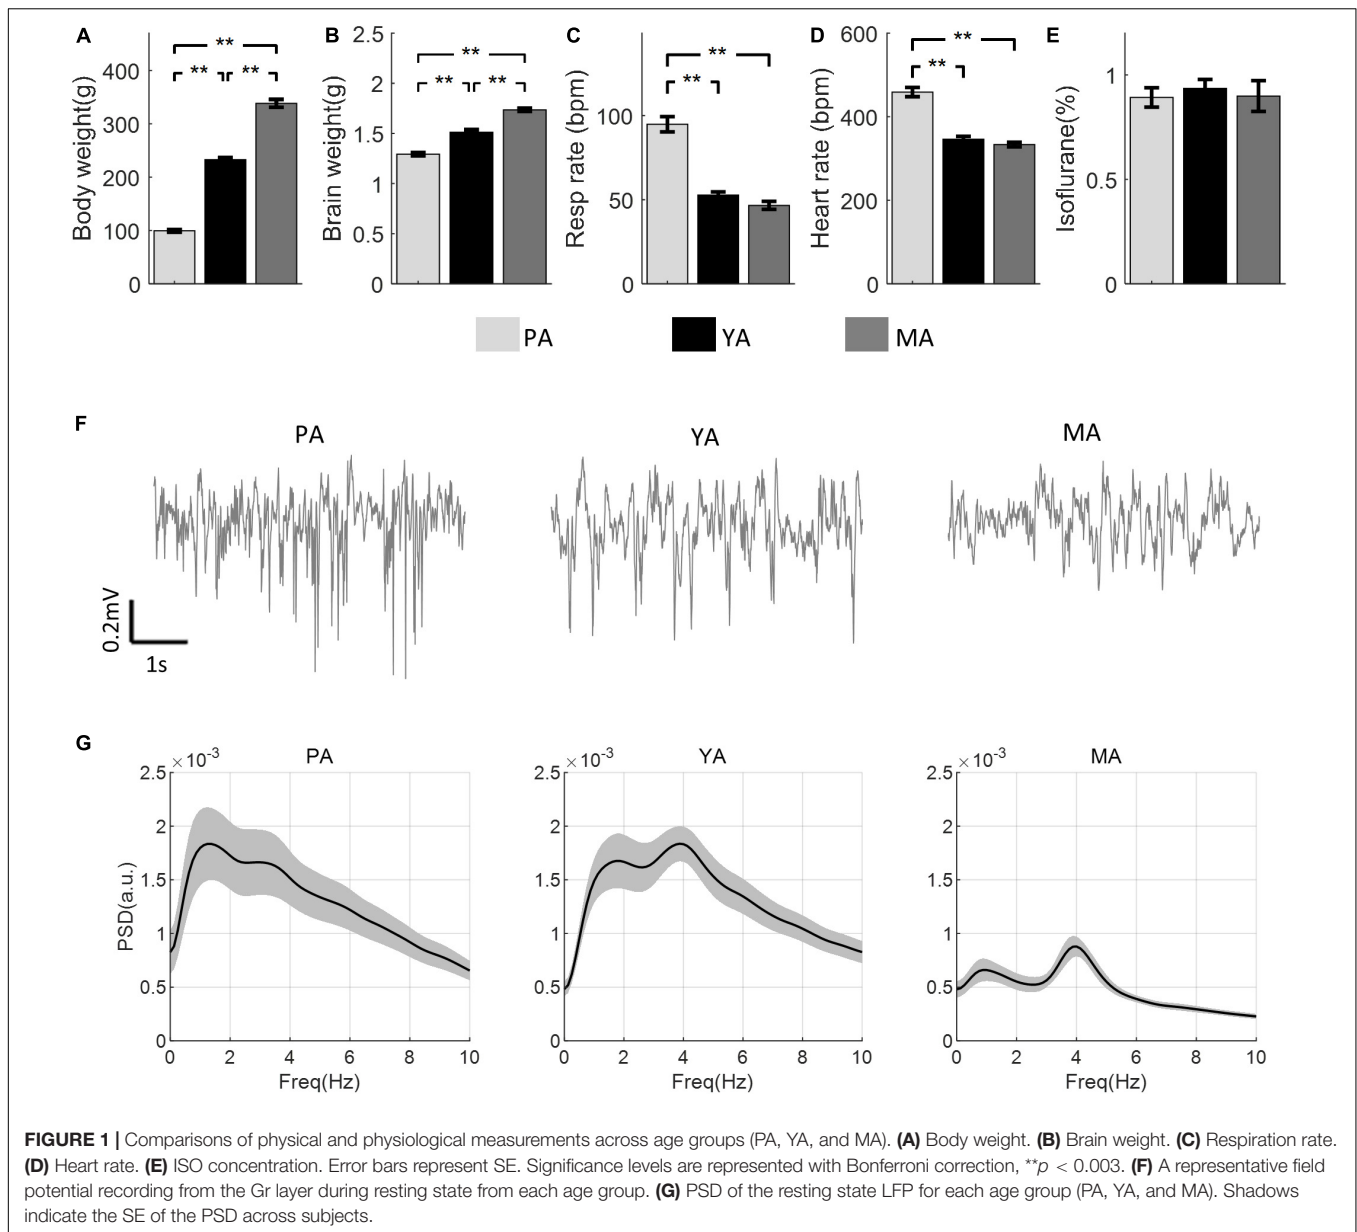 A
Body weight(g)
400
300
200
100
0
**
** **
B
Brain weight(g)
2.5
2
1.5
1
0.5
0
**
** **
C
Resp rate (bpm)
100
50
0
**
**
D
Heart rate (bpm)
600
400
200
0
**
**
E
Isoflurane(%)
1
0.5
0
PA YA MA
F
PA YA MA
0.2mV
1s
G
PA
×10-3
2.5
2
1.5
1
0.5
0
PSD(a.u.)
0 2 4 6 8 10
Freq(Hz)
YA
×10-3
2.5
2
1.5
1
0.5
0
0 2 4 6 8 10
Freq(Hz)
MA
×10-3
2.5
2
1.5
1
0.5
0
0 2 4 6 8 10
Freq(Hz)
FIGURE 1 | Comparisons of physical and physiological measurements across age groups (PA, YA, and MA). (A) Body weight. (B) Brain weight. (C) Respiration rate.
(D) Heart rate. (E) ISO concentration. Error bars represent SE. Significance levels are represented with Bonferroni correction, **p < 0.003. (F) A representative field
potential recording from the Gr layer during resting state from each age group. (G) PSD of the resting state LFP for each age group (PA, YA, and MA). Shadows
indicate the SE of the PSD across subjects.